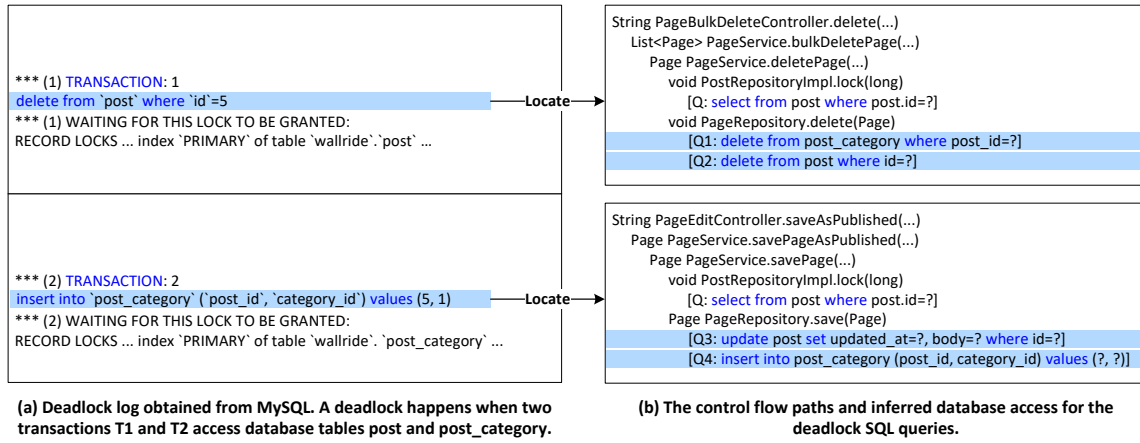 *** (1) TRANSACTION: 1
delete from `post` where `id`=5
*** (1) WAITING FOR THIS LOCK TO BE GRANTED:
RECORD LOCKS ... index `PRIMARY` of table `wallride`.`post` ...
*** (2) TRANSACTION: 2
insert into `post_category` (`post_id`, `category_id`) values (5, 1)
*** (2) WAITING FOR THIS LOCK TO BE GRANTED:
RECORD LOCKS ... index `PRIMARY` of table `wallride`. `post_category` ...
Locate
Locate
String PageBulkDeleteController.delete(...)
List<Page> PageService.bulkDeletePage(...)
Page PageService.deletePage(...)
void PostRepositoryImpl.lock(long)
[Q: select from post where post.id=?]
void PageRepository.delete(Page)
[Q1: delete from post_category where post_id=?]
[Q2: delete from post where id=?]
String PageEditController.saveAsPublished(...)
Page PageService.savePageAsPublished(...)
Page PageService.savePage(...)
void PostRepositoryImpl.lock(long)
[Q: select from post where post.id=?]
Page PageRepository.save(Page)
[Q3: update post set updated_at=?, body=? where id=?]
[Q4: insert into post_category (post_id, category_id) values (?, ?)]
(a) Deadlock log obtained from MySQL. A deadlock happens when two
transactions T1 and T2 access database tables post and post_category.
(b) The control flow paths and inferred database access for the
deadlock SQL queries.